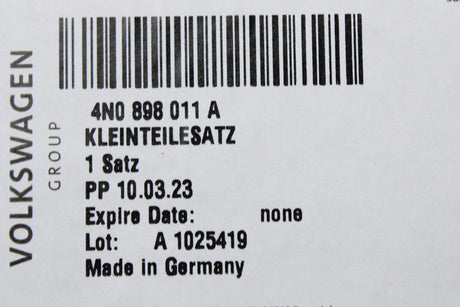 VOLKSWAGEN
GROUP
4N0 898 011 A
KLEINTEILESATZ
1 Satz
PP 10.03.23
Expire Date: none
Lot: A 1025419
Made in Germany